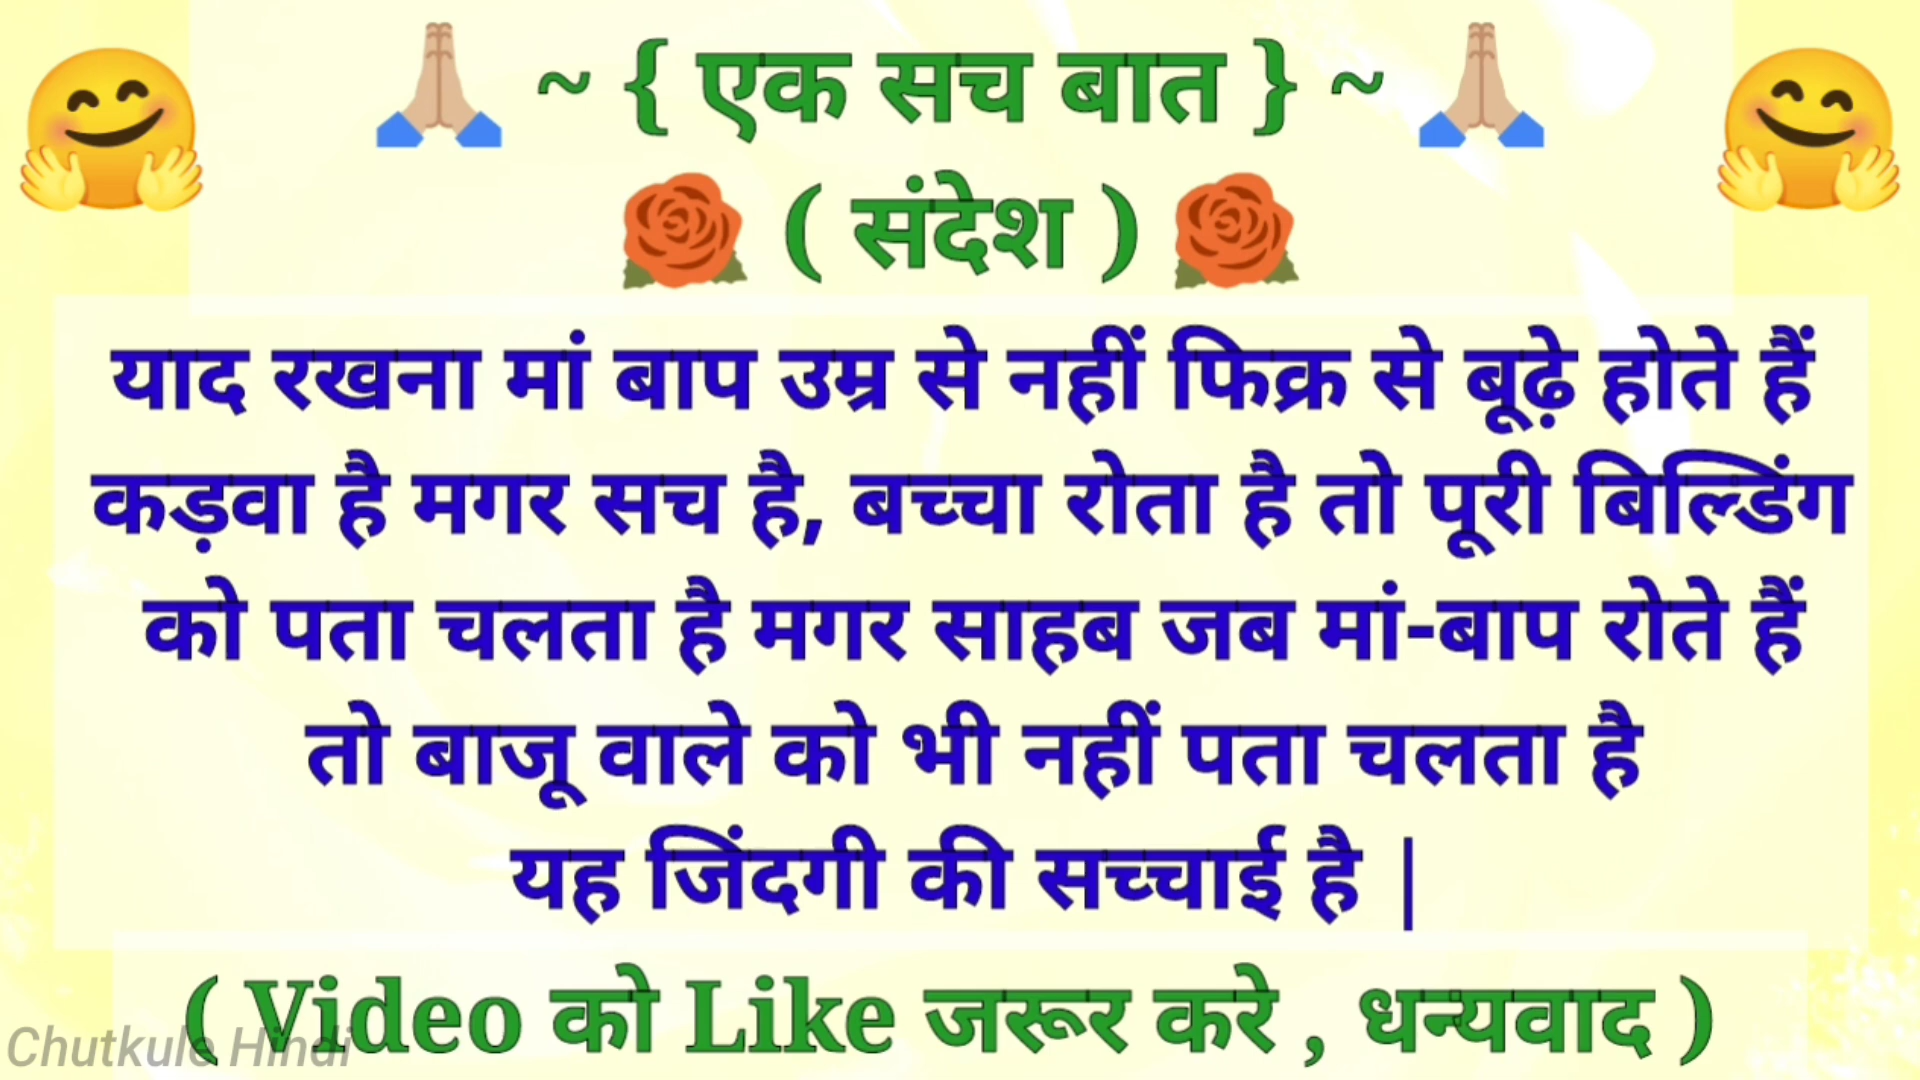 ~ { एक सच बात } ~
( संदेश )
याद रखना मां बाप उम्र से नहीं फिक्र से बूढ़े होते हैं
कड़वा है मगर सच है, बच्चा रोता है तो पूरी बिल्डिंग
को पता चलता है मगर साहब जब मां-बाप रोते हैं
तो बाजू वाले को भी नहीं पता चलता है
यह जिंदगी की सच्चाई है |
( Video को Like जरूर करे , धन्यवाद )
Chutkule Hindi